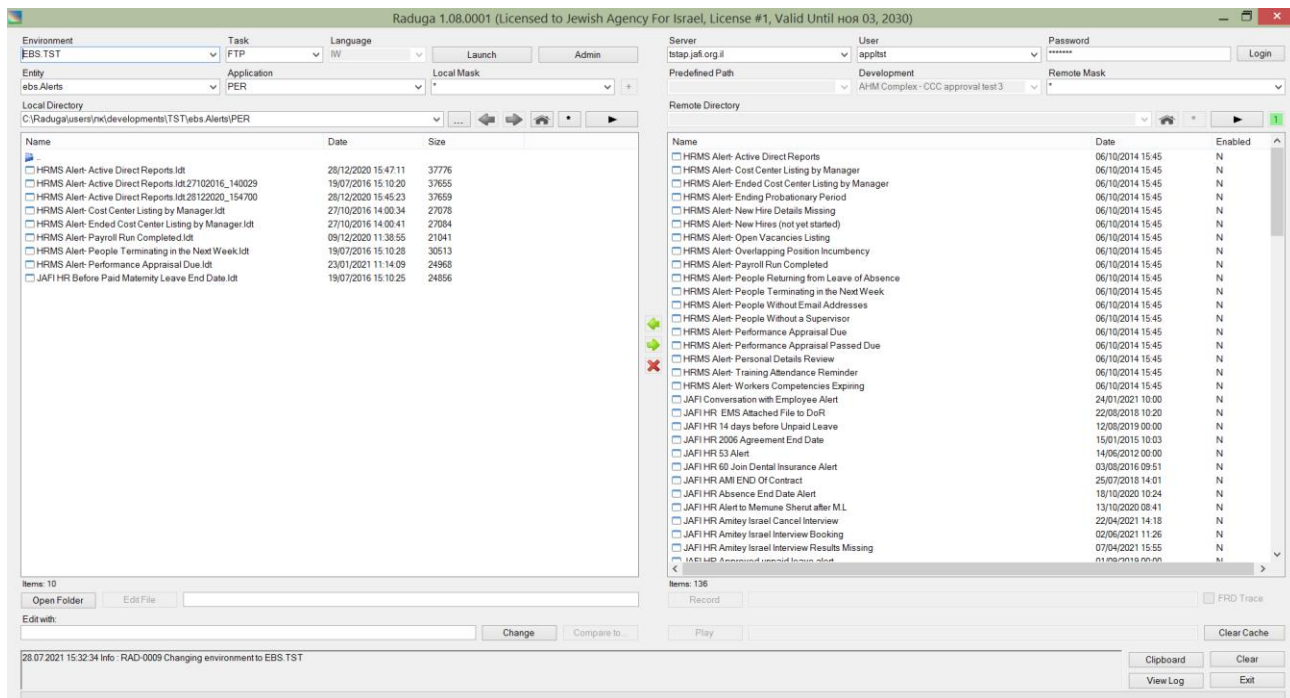 Raduga 1.08.0001 (Licensed to Jewish Agency For Israel, License #1, Valid Until ноя 03, 2030)
Environment Task Language
EBS.TST FTP IW Launch Admin
Entity Application Local Mask
ebs.Alerts PER * +
Local Directory
C:\Raduga\users\nx\developments\TST\ebs.Alerts\PER ... *
Name Date Size
..
HRMS Alert- Active Direct Reports.ldt 28/12/2020 15:47:11 37776
HRMS Alert- Active Direct Reports.ldt.27102016_140029 19/07/2016 15:10:20 37655
HRMS Alert- Active Direct Reports.ldt.28122020_154700 28/12/2020 15:45:23 37659
HRMS Alert- Cost Center Listing by Manager.ldt 27/10/2016 14:00:34 27078
HRMS Alert- Ended Cost Center Listing by Manager.ldt 27/10/2016 14:00:41 27084
HRMS Alert- Payroll Run Completed.ldt 09/12/2020 11:38:55 21041
HRMS Alert- People Terminating in the Next Week.ldt 19/07/2016 15:10:28 30513
HRMS Alert- Performance Appraisal Due.ldt 23/01/2021 11:14:09 24968
JAFI HR Before Paid Maternity Leave End Date.ldt 19/07/2016 15:10:25 24856
Items: 10
Open Folder Edit File
Edit with:
Change Compare to...
Server User Password
tstap.jafi.org.il appltst ******* Login
Predefined Path Development Remote Mask
AHM Complex - CCC approval test 3 *
Remote Directory
* 1
Name Date Enabled
HRMS Alert- Active Direct Reports 06/10/2014 15:45 N
HRMS Alert- Cost Center Listing by Manager 06/10/2014 15:45 N
HRMS Alert- Ended Cost Center Listing by Manager 06/10/2014 15:45 N
HRMS Alert- Ending Probationary Period 06/10/2014 15:45 N
HRMS Alert- New Hire Details Missing 06/10/2014 15:45 N
HRMS Alert- New Hires (not yet started) 06/10/2014 15:45 N
HRMS Alert- Open Vacancies Listing 06/10/2014 15:45 N
HRMS Alert- Overlapping Position Incumbency 06/10/2014 15:45 N
HRMS Alert- Payroll Run Completed 06/10/2014 15:45 N
HRMS Alert- People Returning from Leave of Absence 06/10/2014 15:45 N
HRMS Alert- People Terminating in the Next Week 06/10/2014 15:45 N
HRMS Alert- People Without Email Addresses 06/10/2014 15:45 N
HRMS Alert- People Without a Supervisor 06/10/2014 15:45 N
HRMS Alert- Performance Appraisal Due 06/10/2014 15:45 N
HRMS Alert- Performance Appraisal Passed Due 06/10/2014 15:45 N
HRMS Alert- Personal Details Review 06/10/2014 15:45 N
HRMS Alert- Training Attendance Reminder 06/10/2014 15:45 N
HRMS Alert- Workers Competencies Expiring 06/10/2014 15:45 N
JAFI Conversation with Employee Alert 24/01/2021 10:00 N
JAFI HR EMS Attached File to DoR 22/08/2018 10:20 N
JAFI HR 14 days before Unpaid Leave 12/08/2019 00:00 N
JAFI HR 2006 Agreement End Date 15/01/2015 10:03 N
JAFI HR 53 Alert 14/06/2012 00:00 N
JAFI HR 60 Join Dental Insurance Alert 03/08/2016 09:51 N
JAFI HR AMI END Of Contract 25/07/2018 14:01 N
JAFI HR Absence End Date Alert 18/10/2020 10:24 N
JAFI HR Alert to Memune Sherut after M.L 13/10/2020 08:41 N
JAFI HR Amitey Israel Cancel Interview 22/04/2021 14:18 N
JAFI HR Amitey Israel Interview Booking 02/06/2021 11:26 N
JAFI HR Amitey Israel Interview Results Missing 07/04/2021 15:55 N
JAFI HR Approved unpaid leave alert 01/09/2019 00:00 N
Items: 136
Record FRD Trace
Play Clear Cache
28.07.2021 15:32:34 Info : RAD-0009 Changing environment to EBS.TST
Clipboard Clear
View Log Exit